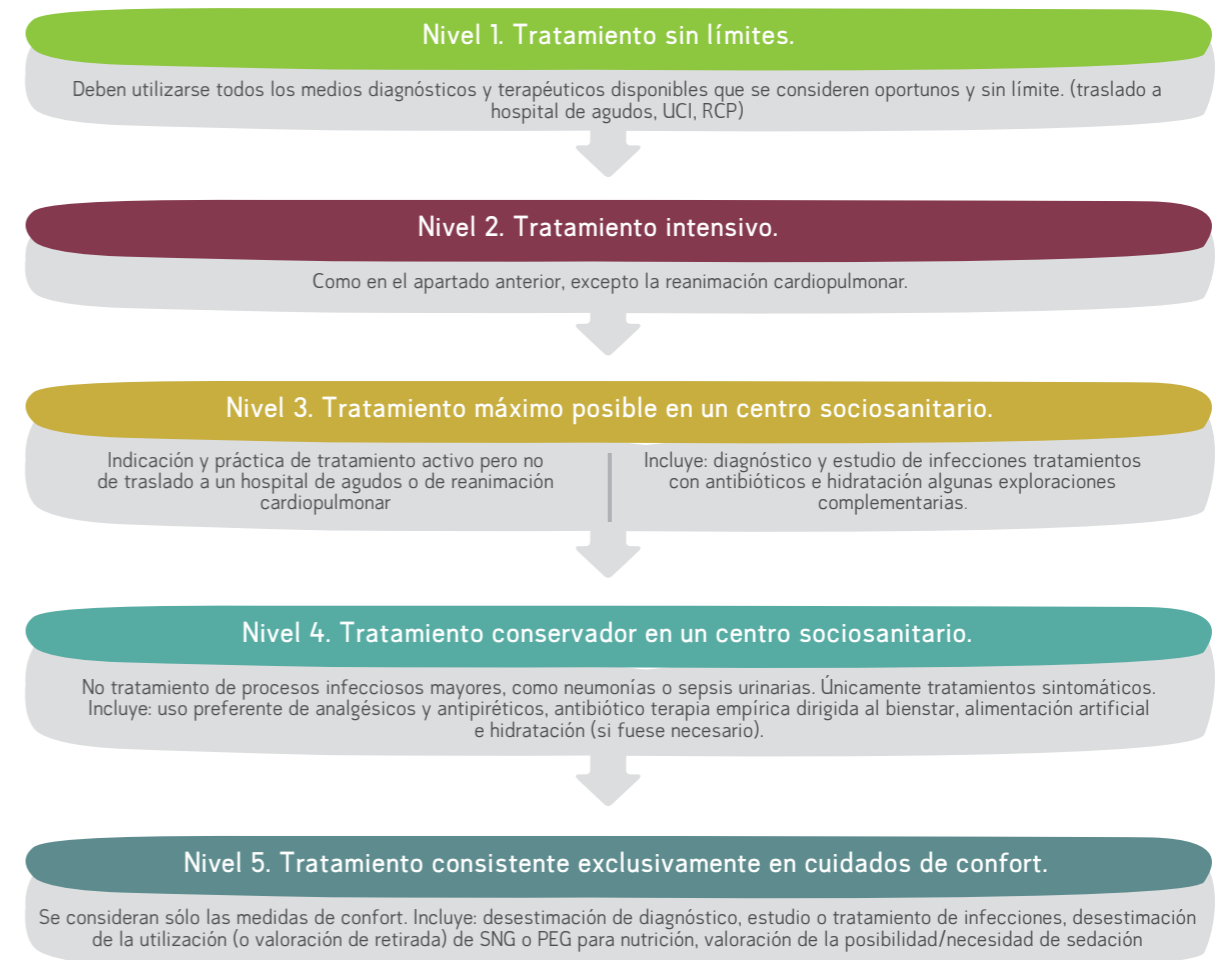 Nivel 1. Tratamiento sin límites.
Deben utilizarse todos los medios diagnósticos y terapéuticos disponibles que se consideren oportunos y sin límite. (traslado a
hospital de agudos, UCI, RCP)
Nivel 2. Tratamiento intensivo.
Como en el apartado anterior, excepto la reanimación cardiopulmonar.
Nivel 3. Tratamiento máximo posible en un centro sociosanitario.
Indicación y práctica de tratamiento activo pero no
de traslado a un hospital de agudos o de reanimación
cardiopulmonar
Incluye: diagnóstico y estudio de infecciones tratamientos
con antibióticos e hidratación algunas exploraciones
complementarias.
Nivel 4. Tratamiento conservador en un centro sociosanitario.
No tratamiento de procesos infecciosos mayores, como neumonías o sepsis urinarias. Únicamente tratamientos sintomáticos.
Incluye: uso preferente de analgésicos y antipiréticos, antibiótico terapia empírica dirigida al bienstar, alimentación artificial
e hidratación (si fuese necesario).
Nivel 5. Tratamiento consistente exclusivamente en cuidados de confort.
Se consideran sólo las medidas de confort. Incluye: desestimación de diagnóstico, estudio o tratamiento de infecciones, desestimación
de la utilización (o valoración de retirada) de SNG o PEG para nutrición, valoración de la posibilidad/necesidad de sedación